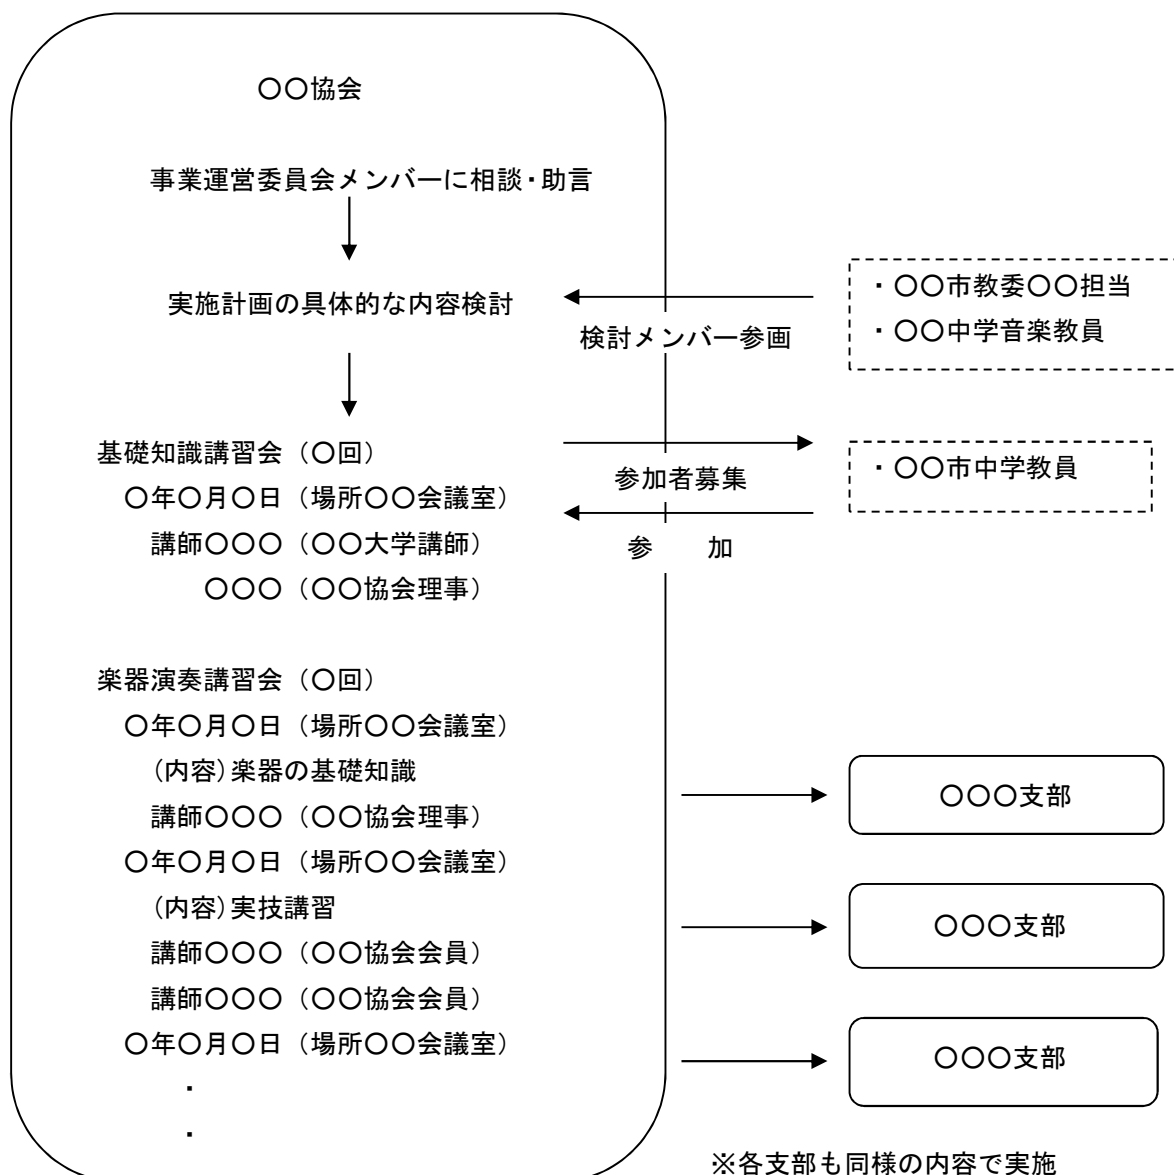 〇〇協会
事業運営委員会メンバーに相談・助言
実施計画の具体的な内容検討
検討メンバー参画
・〇〇市教委〇〇担当
・〇〇中学音楽教員
基礎知識講習会（〇回）
〇年〇月〇日（場所〇〇会議室）
講師〇〇〇（〇〇大学講師）
〇〇〇（〇〇協会理事）
参加者募集
参　加
・〇〇市中学教員
楽器演奏講習会（〇回）
〇年〇月〇日（場所〇〇会議室）
（内容）楽器の基礎知識
講師〇〇〇（〇〇協会理事）
〇年〇月〇日（場所〇〇会議室）
（内容）実技講習
講師〇〇〇（〇〇協会会員）
講師〇〇〇（〇〇協会会員）
〇年〇月〇日（場所〇〇会議室）
・
・
〇〇〇支部
〇〇〇支部
〇〇〇支部
※各支部も同様の内容で実施